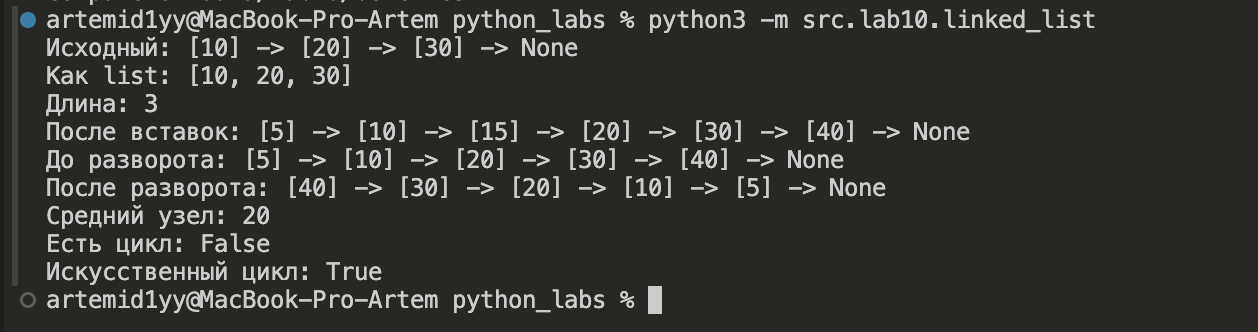 artemid1yy@MacBook-Pro-Artem python_labs % python3 -m src.lab10.linked_list
Исходный: [10] -> [20] -> [30] -> None
Как list: [10, 20, 30]
Длина: 3
После вставок: [5] -> [10] -> [15] -> [20] -> [30] -> [40] -> None
До разворота: [5] -> [10] -> [20] -> [30] -> [40] -> None
После разворота: [40] -> [30] -> [20] -> [10] -> [5] -> None
Средний узел: 20
Есть цикл: False
Искусственный цикл: True
artemid1yy@MacBook-Pro-Artem python_labs %